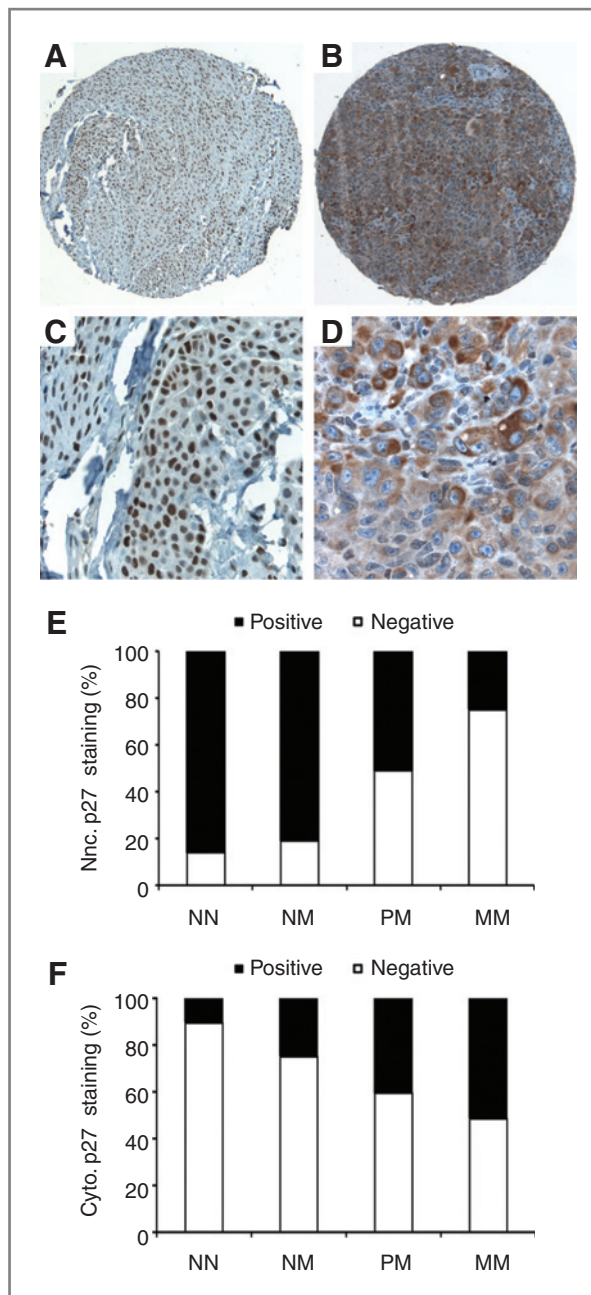 A
B
C
D
E
■ Positive □ Negative
Nnc. p27 staining (%)
100
80
60
40
20
0
NN NM PM MM
F
■ Positive □ Negative
Cyto. p27 staining (%)
100
80
60
40
20
0
NN NM PM MM